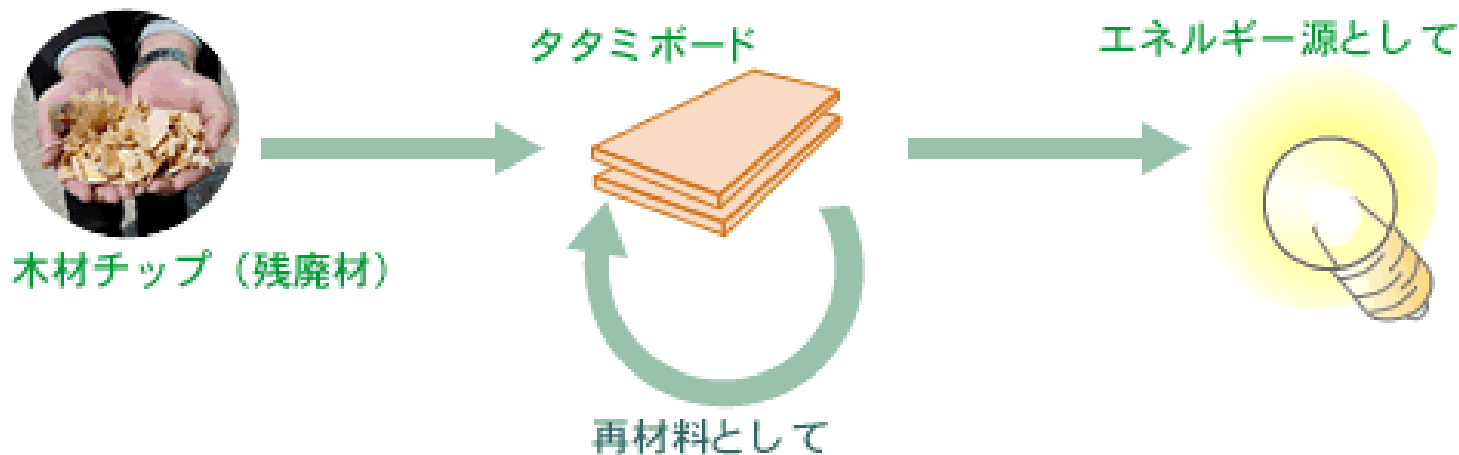 タタミボード
エネルギー源として
木材チップ（残廃材）
再材料として